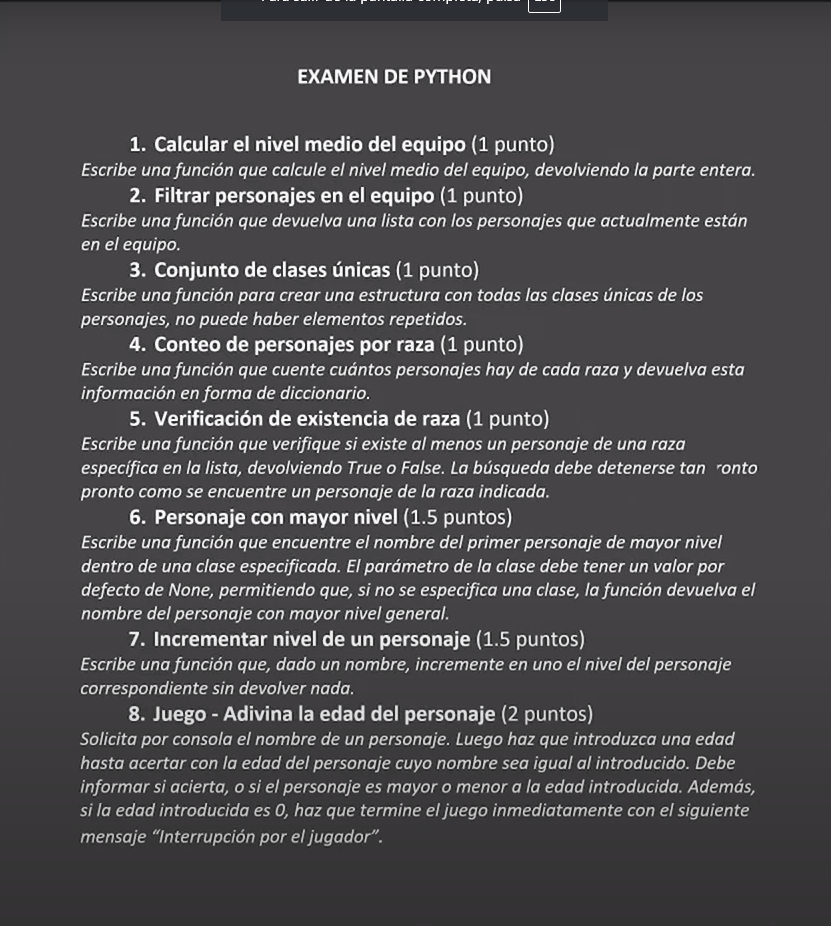 EXAMEN DE PYTHON
1. Calcular el nivel medio del equipo (1 punto)
Escribe una función que calcule el nivel medio del equipo, devolviendo la parte entera.
2. Filtrar personajes en el equipo (1 punto)
Escribe una función que devuelva una lista con los personajes que actualmente están
en el equipo.
3. Conjunto de clases únicas (1 punto)
Escribe una función para crear una estructura con todas las clases únicas de los
personajes, no puede haber elementos repetidos.
4. Conteo de personajes por raza (1 punto)
Escribe una función que cuente cuántos personajes hay de cada raza y devuelva esta
información en forma de diccionario.
5. Verificación de existencia de raza (1 punto)
Escribe una función que verifique si existe al menos un personaje de una raza
específica en la lista, devolviendo True o False. La búsqueda debe detenerse tan
pronto como se encuentre un personaje de la raza indicada.
6. Personaje con mayor nivel (1.5 puntos)
Escribe una función que encuentre el nombre del primer personaje de mayor nivel
dentro de una clase especificada. El parámetro de la clase debe tener un valor por
defecto de None, permitiendo que, si no se especifica una clase, la función devuelva el
nombre del personaje con mayor nivel general.
7. Incrementar nivel de un personaje (1.5 puntos)
Escribe una función que, dado un nombre, incremente en uno el nivel del personaje
correspondiente sin devolver nada.
8. Juego - Adivina la edad del personaje (2 puntos)
Solicita por consola el nombre de un personaje. Luego haz que introduzca una edad
hasta acertar con la edad del personaje cuyo nombre sea igual al introducido. Debe
informar si acierta, o si el personaje es mayor o menor a la edad introducida. Además,
si la edad introducida es 0, haz que termine el juego inmediatamente con el siguiente
mensaje “Interrupción por el jugador”.